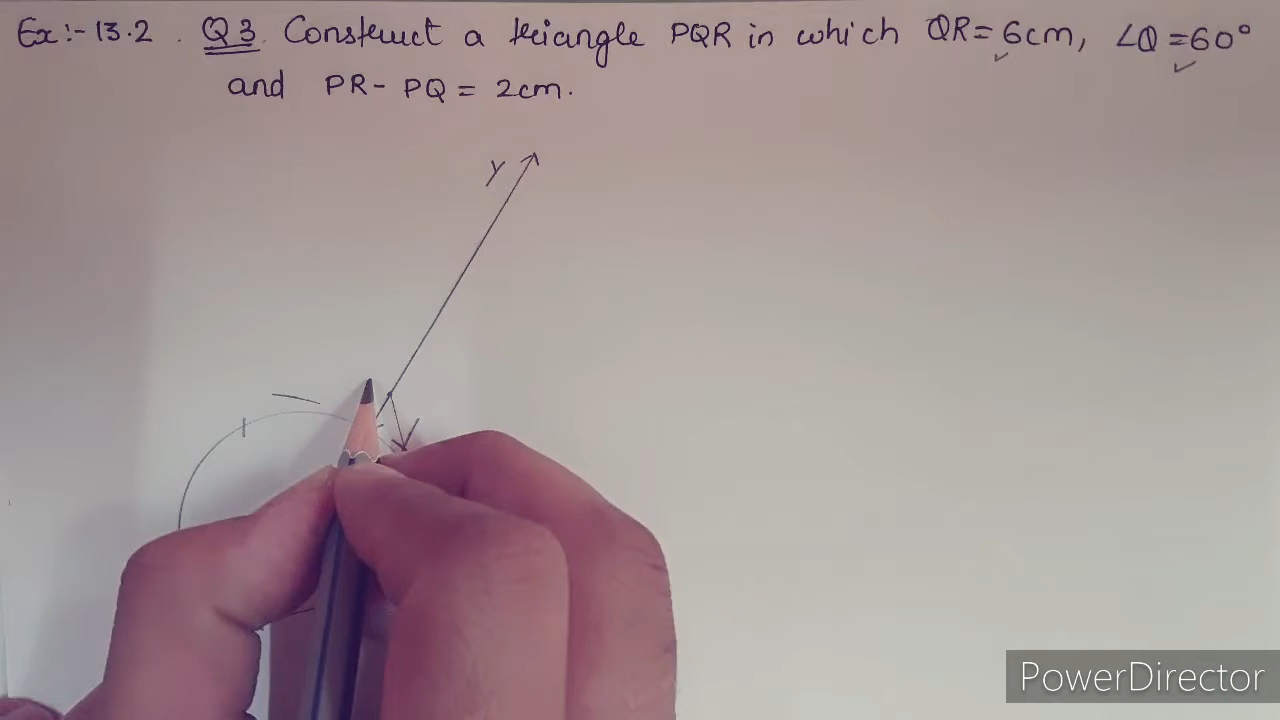 Ex:- 13.2 . Q3. Construct a triangle PQR in which QR = 6cm, ∠Q = 60°
and PR - PQ = 2cm.
Y
PowerDirector